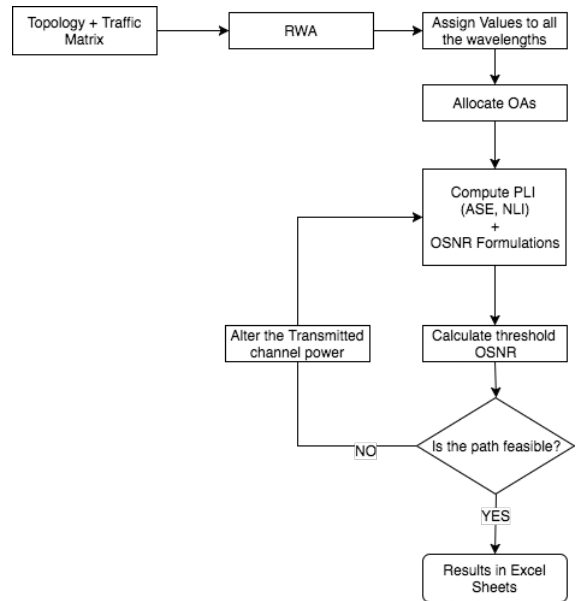 Topology + Traffic
Matrix
RWA
Assign Values to all
the wavelengths
Allocate OAs
Compute PLI
(ASE, NLI)
+
OSNR Formulations
Alter the Transmitted
channel power
Calculate threshold
OSNR
Is the path feasible?
NO
YES
Results in Excel
Sheets